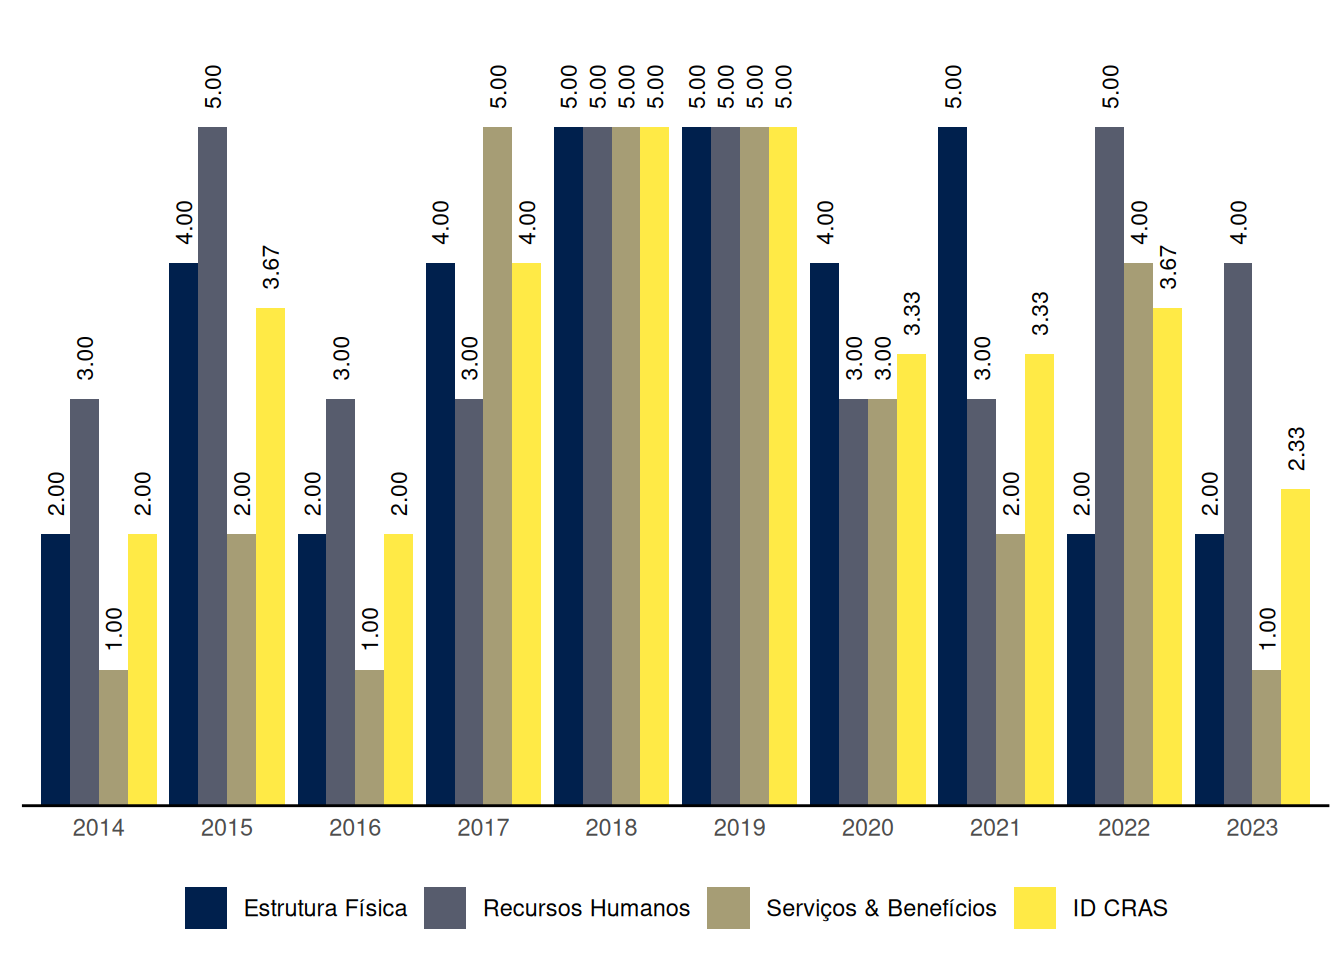 2.00 3.00 1.00 2.00
4.00 5.00 2.00 3.67
2.00 3.00 1.00 2.00
4.00 3.00 5.00 4.00
5.00 5.00 5.00 5.00
5.00 5.00 5.00 5.00
4.00 3.00 3.00 3.33
5.00 3.00 2.00 3.33
2.00 5.00 4.00 3.67
2.00 4.00 1.00 2.33
2014 2015 2016 2017 2018 2019 2020 2021 2022 2023
Estrutura Física Recursos Humanos Serviços & Benefícios ID CRAS